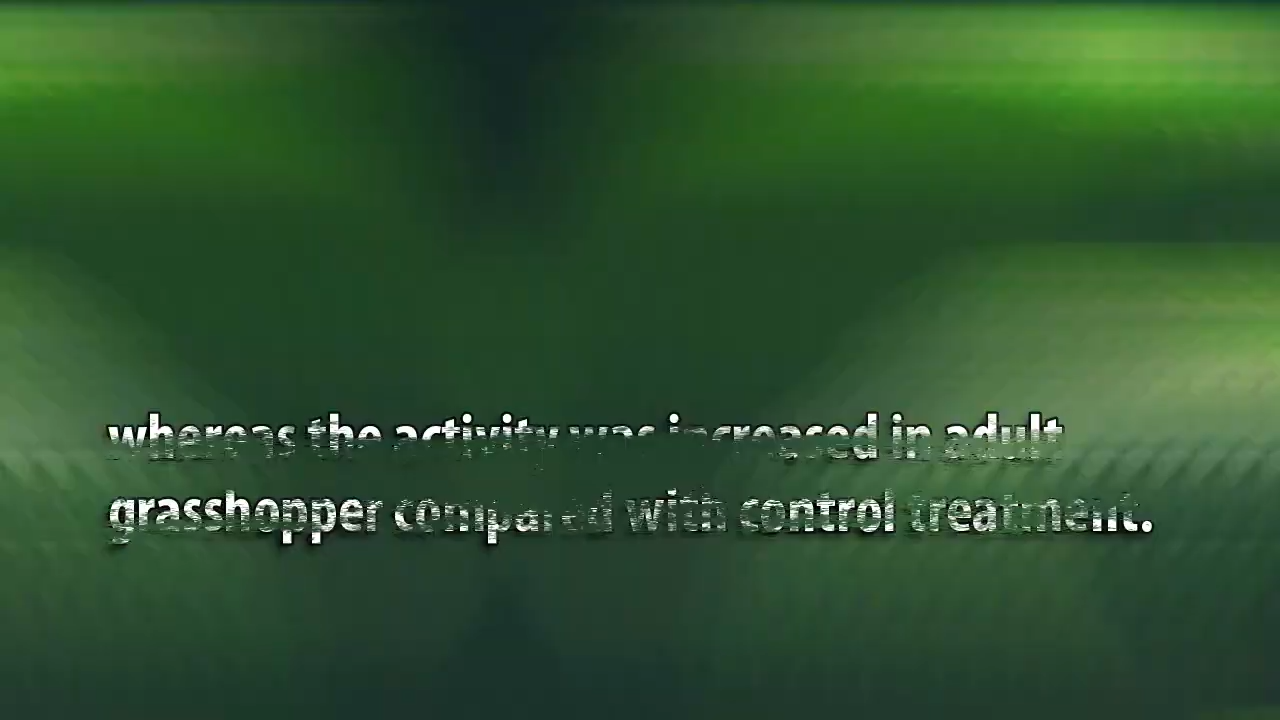 whereas the activity was increased in adult
grasshopper compared with control treatment.